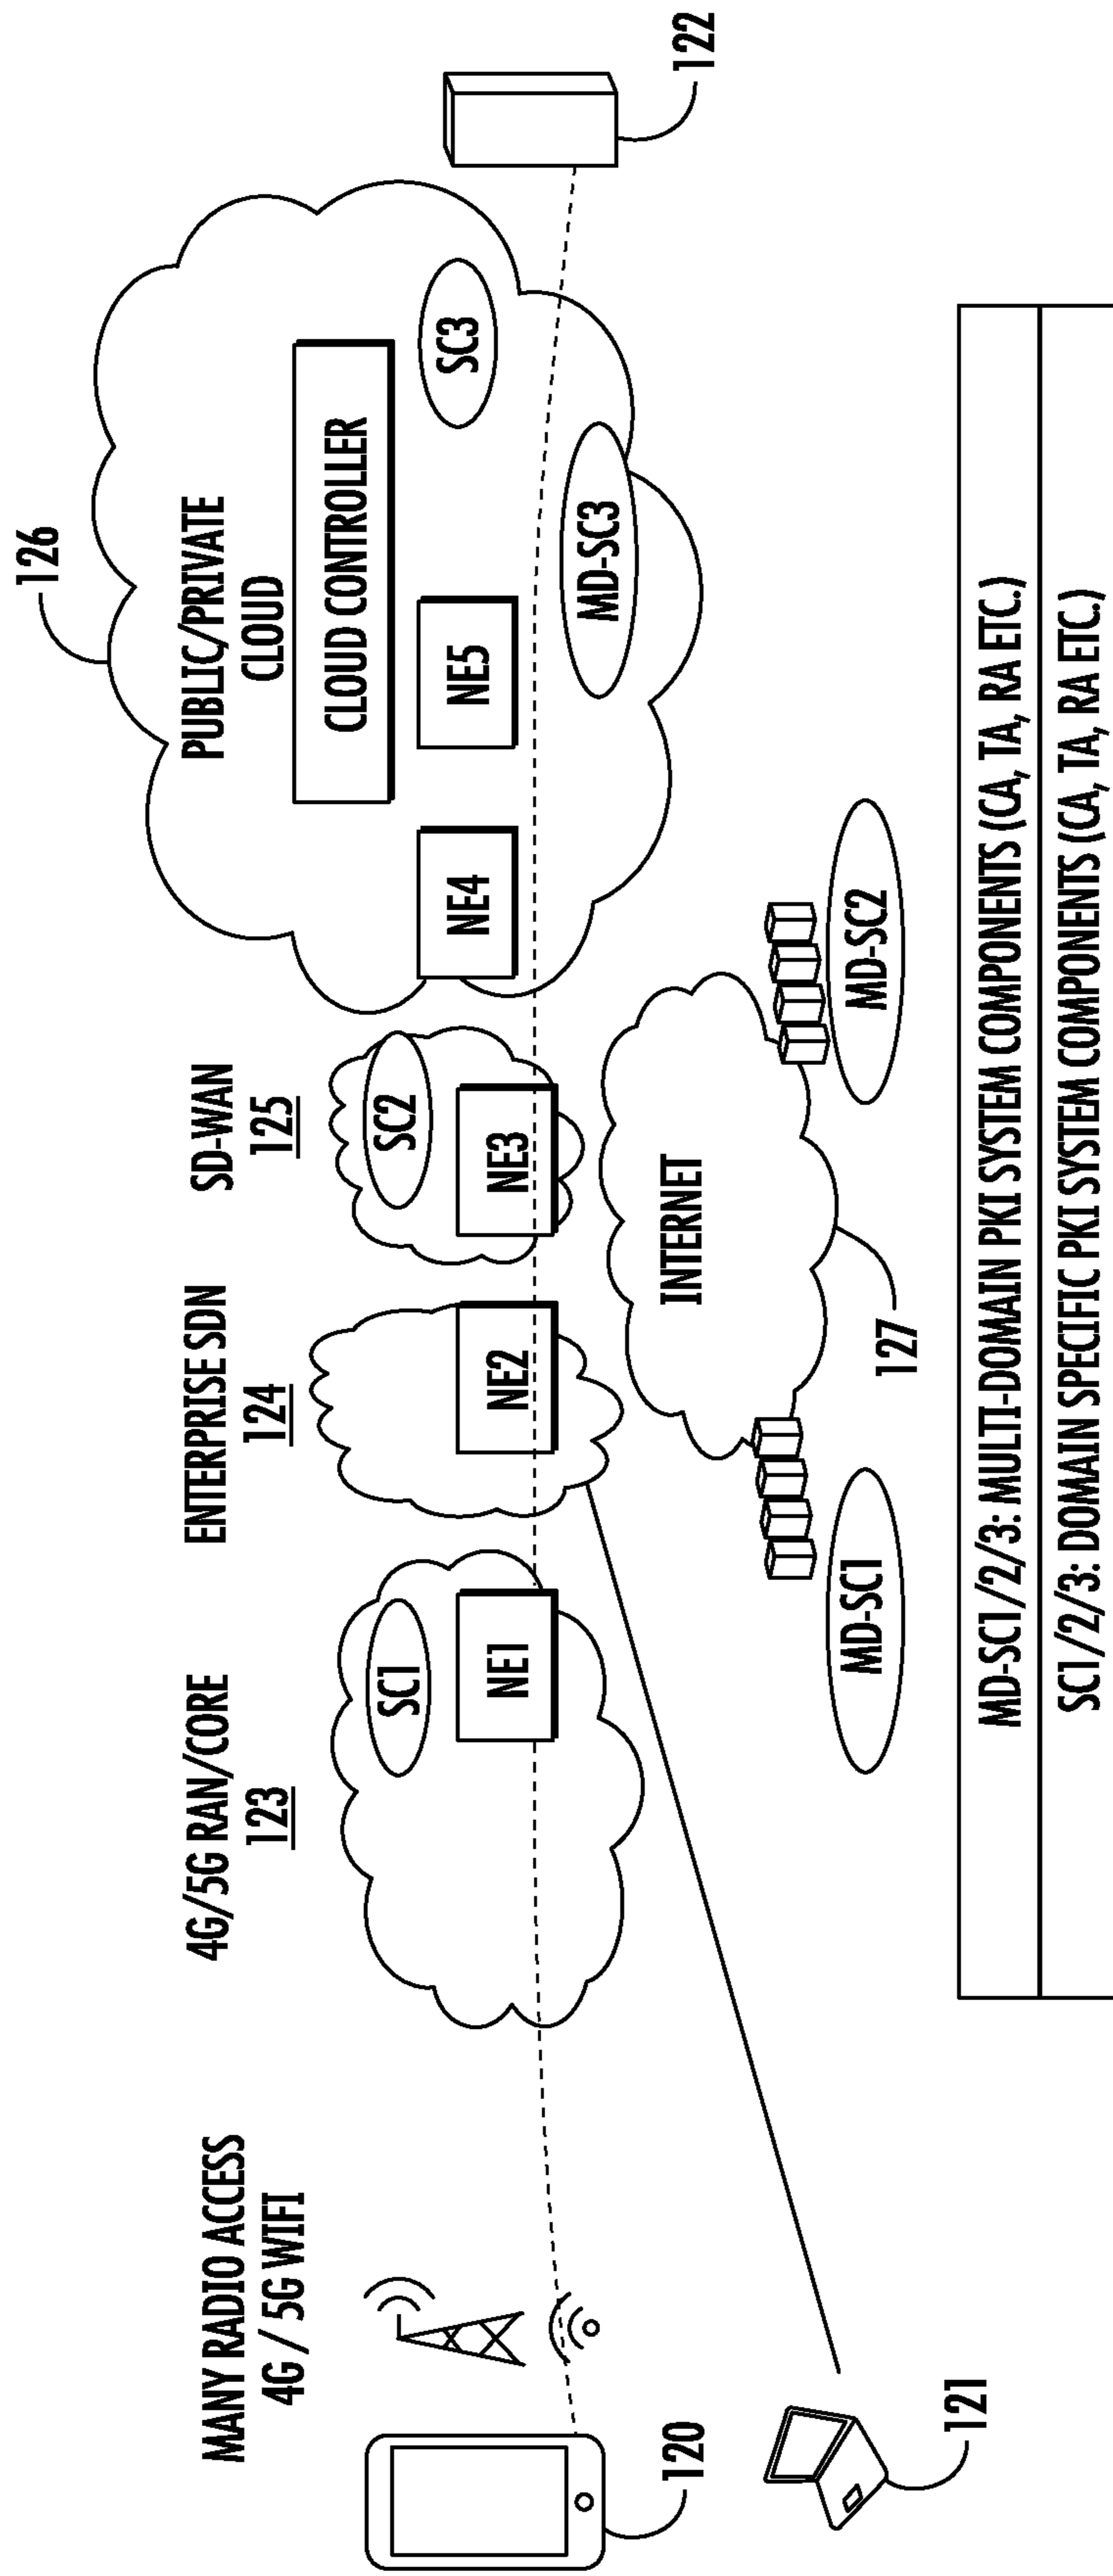 MANY RADIO ACCESS
4G / 5G WIFI
4G/5G RAN/CORE
123
ENTERPRISE SDN
124
SD-WAN
125
126
PUBLIC/PRIVATE
CLOUD
CLOUD CONTROLLER
SC1
NE1
NE2
SC2
NE3
NE4
NE5
SC3
MD-SC3
122
120
121
INTERNET
127
MD-SC1
MD-SC2
MD-SC1/2/3: MULTI-DOMAIN PKI SYSTEM COMPONENTS (CA, TA, RA ETC.)
SC1/2/3: DOMAIN SPECIFIC PKI SYSTEM COMPONENTS (CA, TA, RA ETC.)